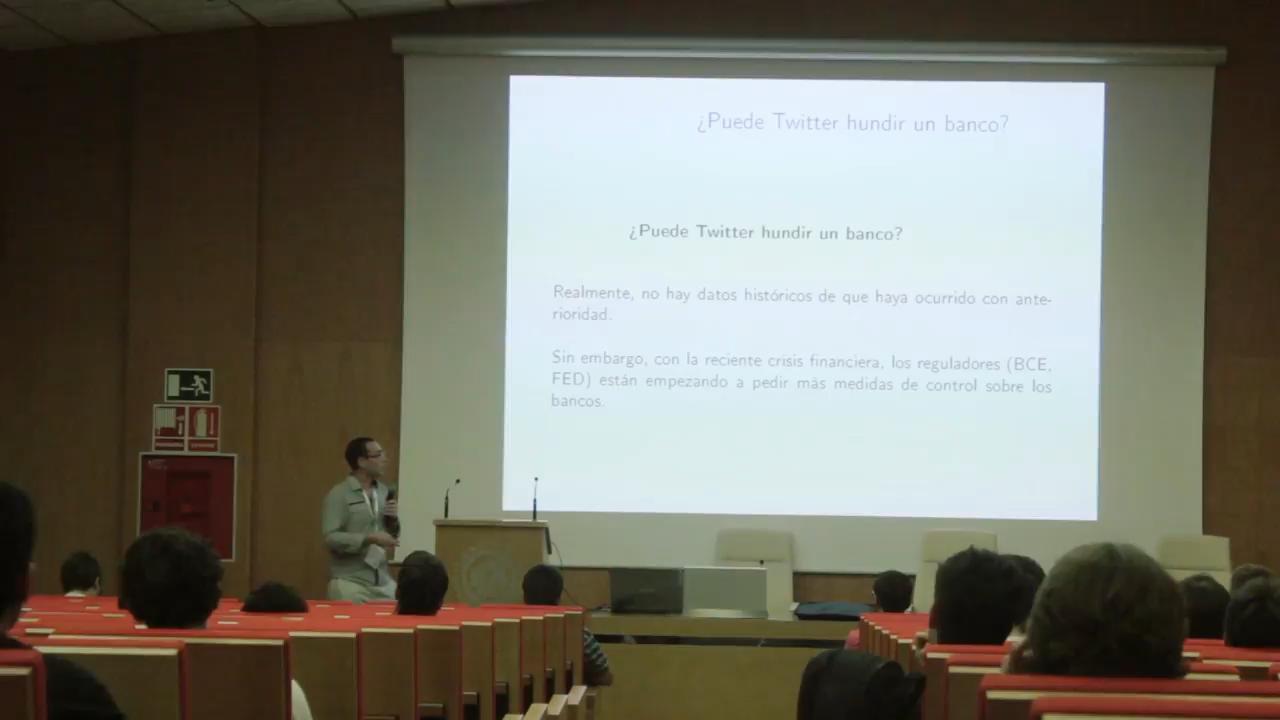 ¿Puede Twitter hundir un banco?
¿Puede Twitter hundir un banco?
Realmente, no hay datos históricos de que haya ocurrido con ante-
rioridad.
Sin embargo, con la reciente crisis financiera, los reguladores (BCE,
FED) están empezando a pedir más medidas de control sobre los
bancos.